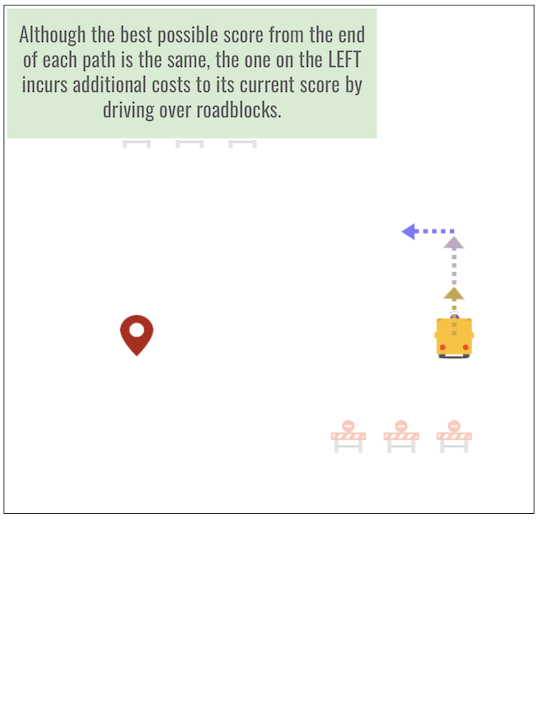 Although the best possible score from the end
of each path is the same, the one on the LEFT
incurs additional costs to its current score by
driving over roadblocks.